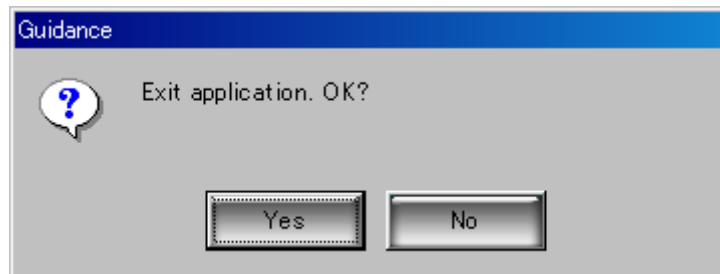 Guidance
?
Exit application. OK?
Yes
No